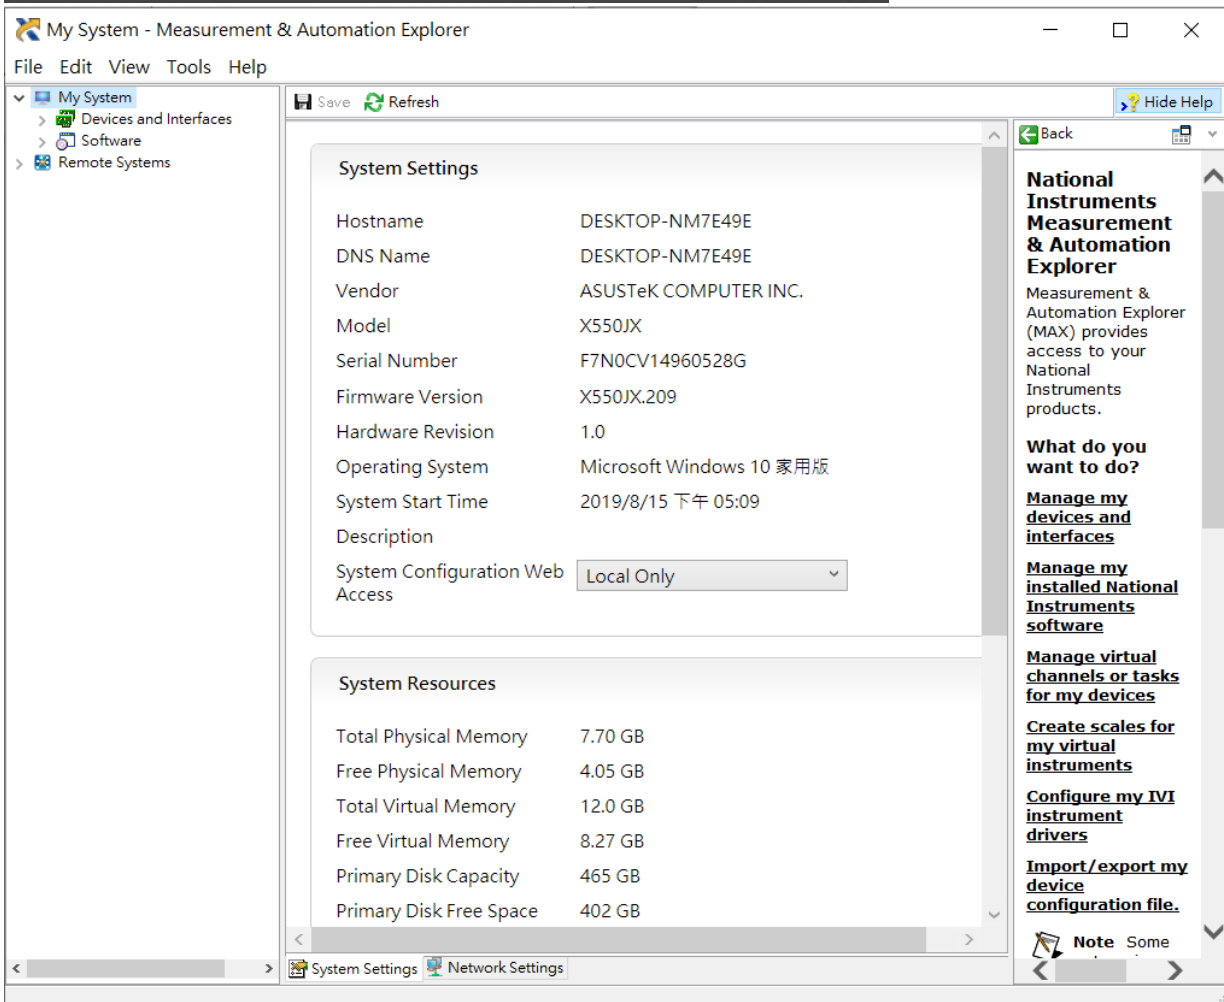 My System - Measurement & Automation Explorer
File Edit View Tools Help
My System
Devices and Interfaces
Software
Remote Systems
Save Refresh
Hide Help
System Settings
Hostname DESKTOP-NM7E49E
DNS Name DESKTOP-NM7E49E
Vendor ASUSTeK COMPUTER INC.
Model X550JX
Serial Number F7N0CV14960528G
Firmware Version X550JX.209
Hardware Revision 1.0
Operating System Microsoft Windows 10 家用版
System Start Time 2019/8/15 下午 05:09
Description
System Configuration Web
Access
Local Only
System Resources
Total Physical Memory 7.70 GB
Free Physical Memory 4.05 GB
Total Virtual Memory 12.0 GB
Free Virtual Memory 8.27 GB
Primary Disk Capacity 465 GB
Primary Disk Free Space 402 GB
System Settings Network Settings
Back
National
Instruments
Measurement
& Automation
Explorer
Measurement &
Automation Explorer
(MAX) provides
access to your
National
Instruments
products.
What do you
want to do?
Manage my
devices and
interfaces
Manage my
installed National
Instruments
software
Manage virtual
channels or tasks
for my devices
Create scales for
my virtual
instruments
Configure my IVI
instrument
drivers
Import/export my
device
configuration file.
Note Some